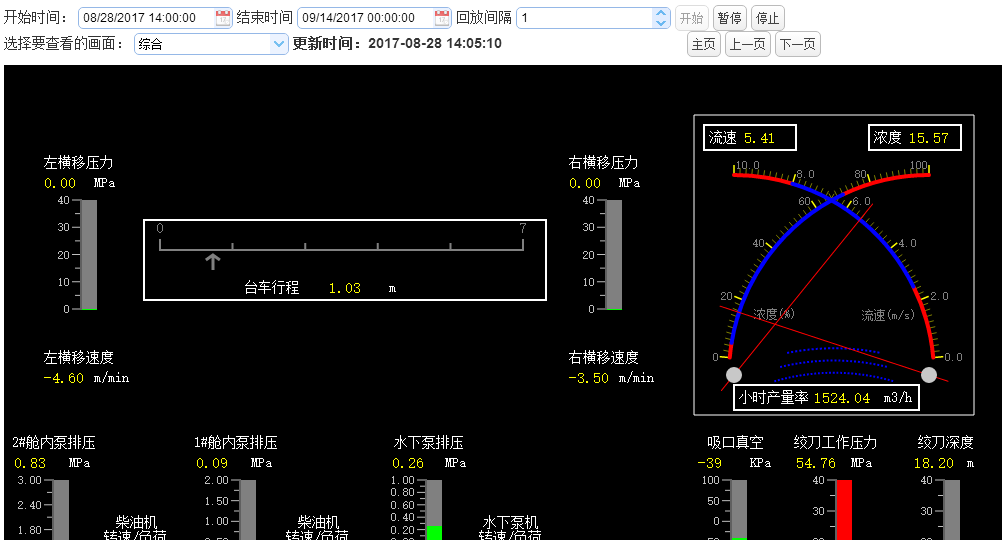 开始时间： 08/28/2017 14:00:00 结束时间 09/14/2017 00:00:00 回放间隔 1 开始 暂停 停止
选择要查看的画面： 综合 更新时间：2017-08-28 14:05:10 主页 上一页 下一页
流速 5.41 浓度 15.57
左横移压力 右横移压力 10.0 8.0 80 100
0.00 MPa 0.00 MPa
40 40 60 6.0
30 0 7 30
20 20 40 4.0
10 台车行程 1.03 m 10 20 2.0
0 0 浓度(%) 流速(m/s)
左横移速度 右横移速度 0 0.0
-4.60 m/min -3.50 m/min
小时产量率 1524.04 m3/h
2#舱内泵排压 1#舱内泵排压 水下泵排压 吸口真空 绞刀工作压力 绞刀深度
0.83 MPa 0.09 MPa 0.26 MPa -39 KPa 54.76 MPa 18.20 m
3.00 2.00 1.00 100 40 40
0.80
2.40 1.50 0.60 50
1.00 0.40 0 30 30
1.80 柴油机 柴油机 0.20 水下泵机
转速/负荷 转速/负荷 0.00 转速/负荷